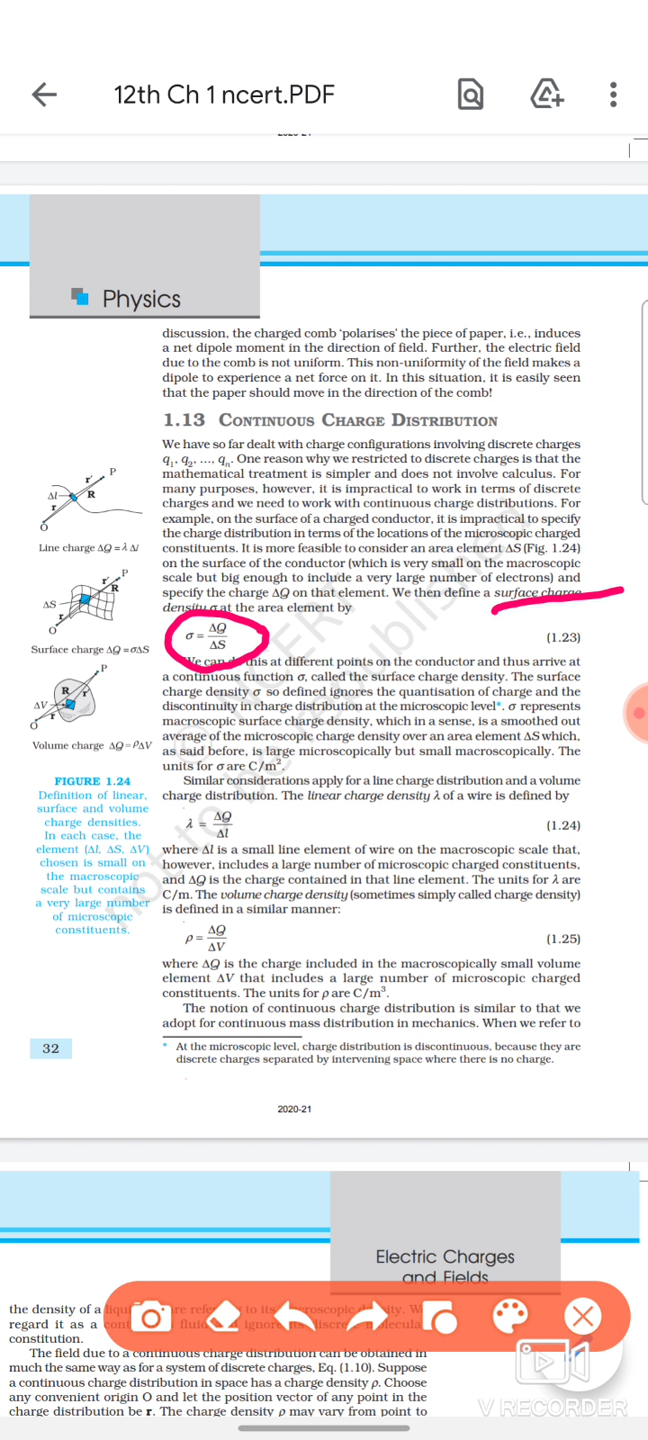 12th Ch 1 ncert.PDF
Physics
discussion, the charged comb 'polarises' the piece of paper, i.e., induces
a net dipole moment in the direction of field. Further, the electric field
due to the comb is not uniform. This non-uniformity of the field makes a
dipole to experience a net force on it. In this situation, it is easily seen
that the paper should move in the direction of the comb!
1.13 CONTINUOUS CHARGE DISTRIBUTION
We have so far dealt with charge configurations involving discrete charges
q₁, q₂, ..., qₙ. One reason why we restricted to discrete charges is that the
mathematical treatment is simpler and does not involve calculus. For
many purposes, however, it is impractical to work in terms of discrete
charges and we need to work with continuous charge distributions. For
example, on the surface of a charged conductor, it is impractical to specify
the charge distribution in terms of the locations of the microscopic charged
constituents. It is more feasible to consider an area element ΔS (Fig. 1.24)
on the surface of the conductor (which is very small on the macroscopic
scale but big enough to include a very large number of electrons) and
specify the charge ΔQ on that element. We then define a surface charge
density σ at the area element by
σ = ΔQ/ΔS (1.23)
We can do this at different points on the conductor and thus arrive at
a continuous function σ, called the surface charge density. The surface
charge density σ so defined ignores the quantisation of charge and the
discontinuity in charge distribution at the microscopic level*. σ represents
macroscopic surface charge density, which in a sense, is a smoothed out
average of the microscopic charge density over an area element ΔS which,
as said before, is large microscopically but small macroscopically. The
units for σ are C/m².
Similar considerations apply for a line charge distribution and a volume
charge distribution. The linear charge density λ of a wire is defined by
λ = ΔQ/Δl (1.24)
where Δl is a small line element of wire on the macroscopic scale that,
however, includes a large number of microscopic charged constituents,
and ΔQ is the charge contained in that line element. The units for λ are
C/m. The volume charge density (sometimes simply called charge density)
is defined in a similar manner:
ρ = ΔQ/ΔV (1.25)
where ΔQ is the charge included in the macroscopically small volume
element ΔV that includes a large number of microscopic charged
constituents. The units for ρ are C/m³.
The notion of continuous charge distribution is similar to that we
adopt for continuous mass distribution in mechanics. When we refer to
* At the microscopic level, charge distribution is discontinuous, because they are
discrete charges separated by intervening space where there is no charge.
P
r'
Δl
R
r
O
Line charge ΔQ = λ Δl
P
r'
R
ΔS
r
O
Surface charge ΔQ = σΔS
P
R
r'
ΔV
r
O
Volume charge ΔQ = ρΔV
FIGURE 1.24
Definition of linear,
surface and volume
charge densities.
In each case, the
element (Δl, ΔS, ΔV)
chosen is small on
the macroscopic
scale but contains
a very large number
of microscopic
constituents.
32
© NCERT
not to be republished
2020-21
Electric Charges
and Fields
the density of a
regard it as a
constitution.
The field due to a continuous charge distribution can be obtained in
much the same way as for a system of discrete charges, Eq. (1.10). Suppose
a continuous charge distribution in space has a charge density ρ. Choose
any convenient origin O and let the position vector of any point in the
charge distribution be r. The charge density ρ may vary from point to
V RECORDER